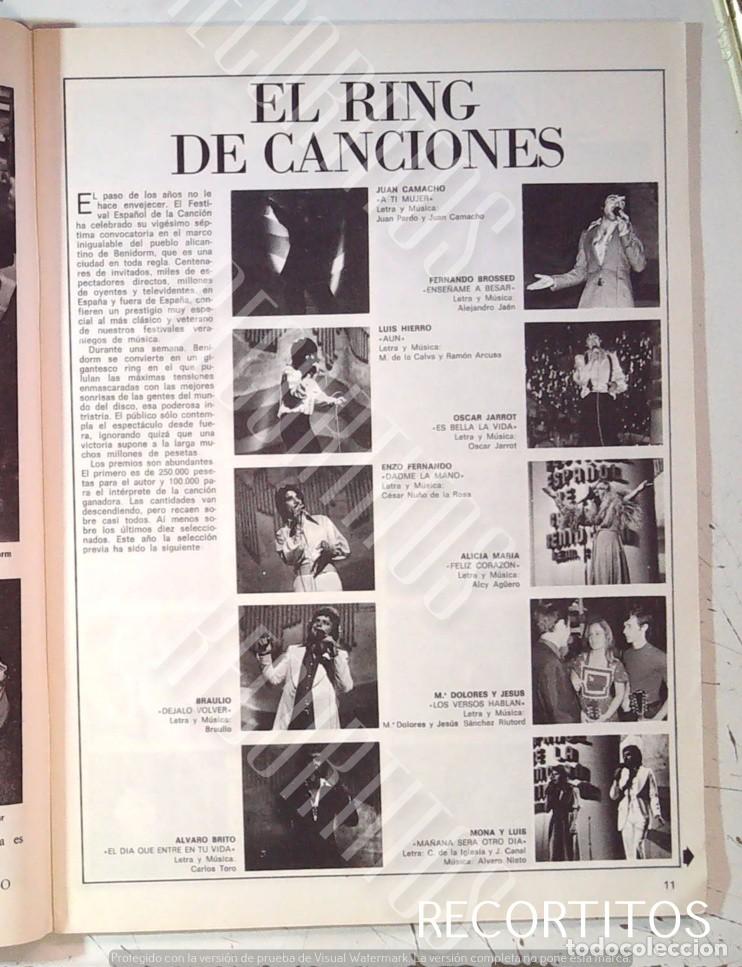 EL RING
DE CANCIONES
EL paso de los años no le
hace envejecer. El Festi-
val Español de la Canción
ha celebrado su vigésimo sép-
tima convocatoria en el marco
inigualable del pueblo alican-
tino de Benidorm, que es una
ciudad en toda regla. Centena-
res de invitados, miles de es-
pectadores directos, millones
de oyentes y televidentes, en
España y fuera de España, con-
fieren un prestigio muy espe-
cial al más clásico y veterano
de nuestros festivales vera-
niegos de música.
Durante una semana, Beni-
dorm se convierte en un gi-
gantesco ring en el que pu-
lulan las máximas tensiones
enmascaradas con las mejores
sonrisas de las gentes del mun-
do del disco, esa poderosa in-
tristria. El público sólo contem-
pla el espectáculo desde fue-
ra, ignorando quizá que una
victoria supone a la larga mu-
chos millones de pesetas.
Los premios son abundantes
El primero es de 250.000 pese-
tas para el autor y 100.000 pa-
ra el intérprete de la canción
ganadora. Las cantidades van
descendiendo, pero recaen so-
bre casi todos. Al menos so-
bre los últimos diez seleccio-
nados. Este año la selección
previa ha sido la siguiente:
JUAN CAMACHO
«A TI MUJER»
Letra y Música:
Juan Pardo y Juan Camacho
FERNANDO BROSSED
«ENSEÑAME A BESAR»
Letra y Música:
Alejandro Jaén
LUIS HIERRO
«AUN»
Letra y Música:
M. de la Calva y Ramón Arcusa
OSCAR JARROT
«ES BELLA LA VIDA»
Letra y Música:
Oscar Jarrot
ENZO FERNANDO
«DADME LA MANO»
Letra y Música:
César Nuño de la Rosa
ALICIA MARIA
«FELIZ CORAZON»
Letra y Música:
Alcy Agüero
BRAULIO
«DEJALO VOLVER»
Letra y Música:
Braulio
M.ª DOLORES Y JESUS
«LOS VERSOS HABLAN»
Letra y Música:
M.ª Dolores y Jesús Sánchez Riutord
ALVARO BRITO
«EL DIA QUE ENTRE EN TU VIDA»
Letra y Música:
Carlos Toro
MONA Y LUIS
«MAÑANA SERA OTRO DIA»
Letra: C. de la Iglesia y J. Canal
Música: Alvaro Nieto
11
RECORTITOS
todocoleccion
Protegido con la versión de prueba de Visual Watermark. La versión completa no pone esta marca.